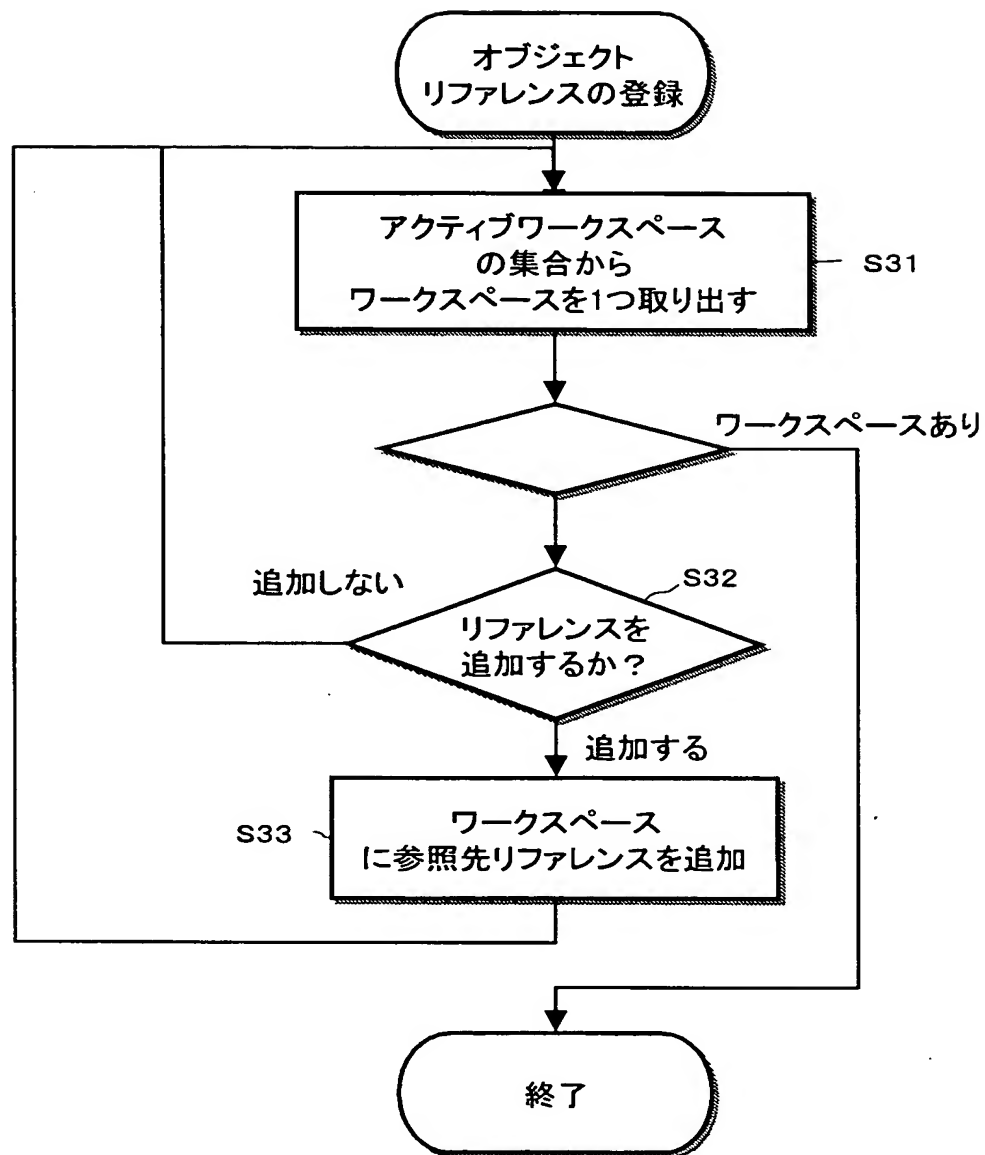 オブジェクト
リファレンスの登録
アクティブワークスペース
の集合から
ワークスペースを1つ取り出す
S31
ワークスペースあり
追加しない
S32
リファレンスを
追加するか？
追加する
S33
ワークスペース
に参照先リファレンスを追加
終了